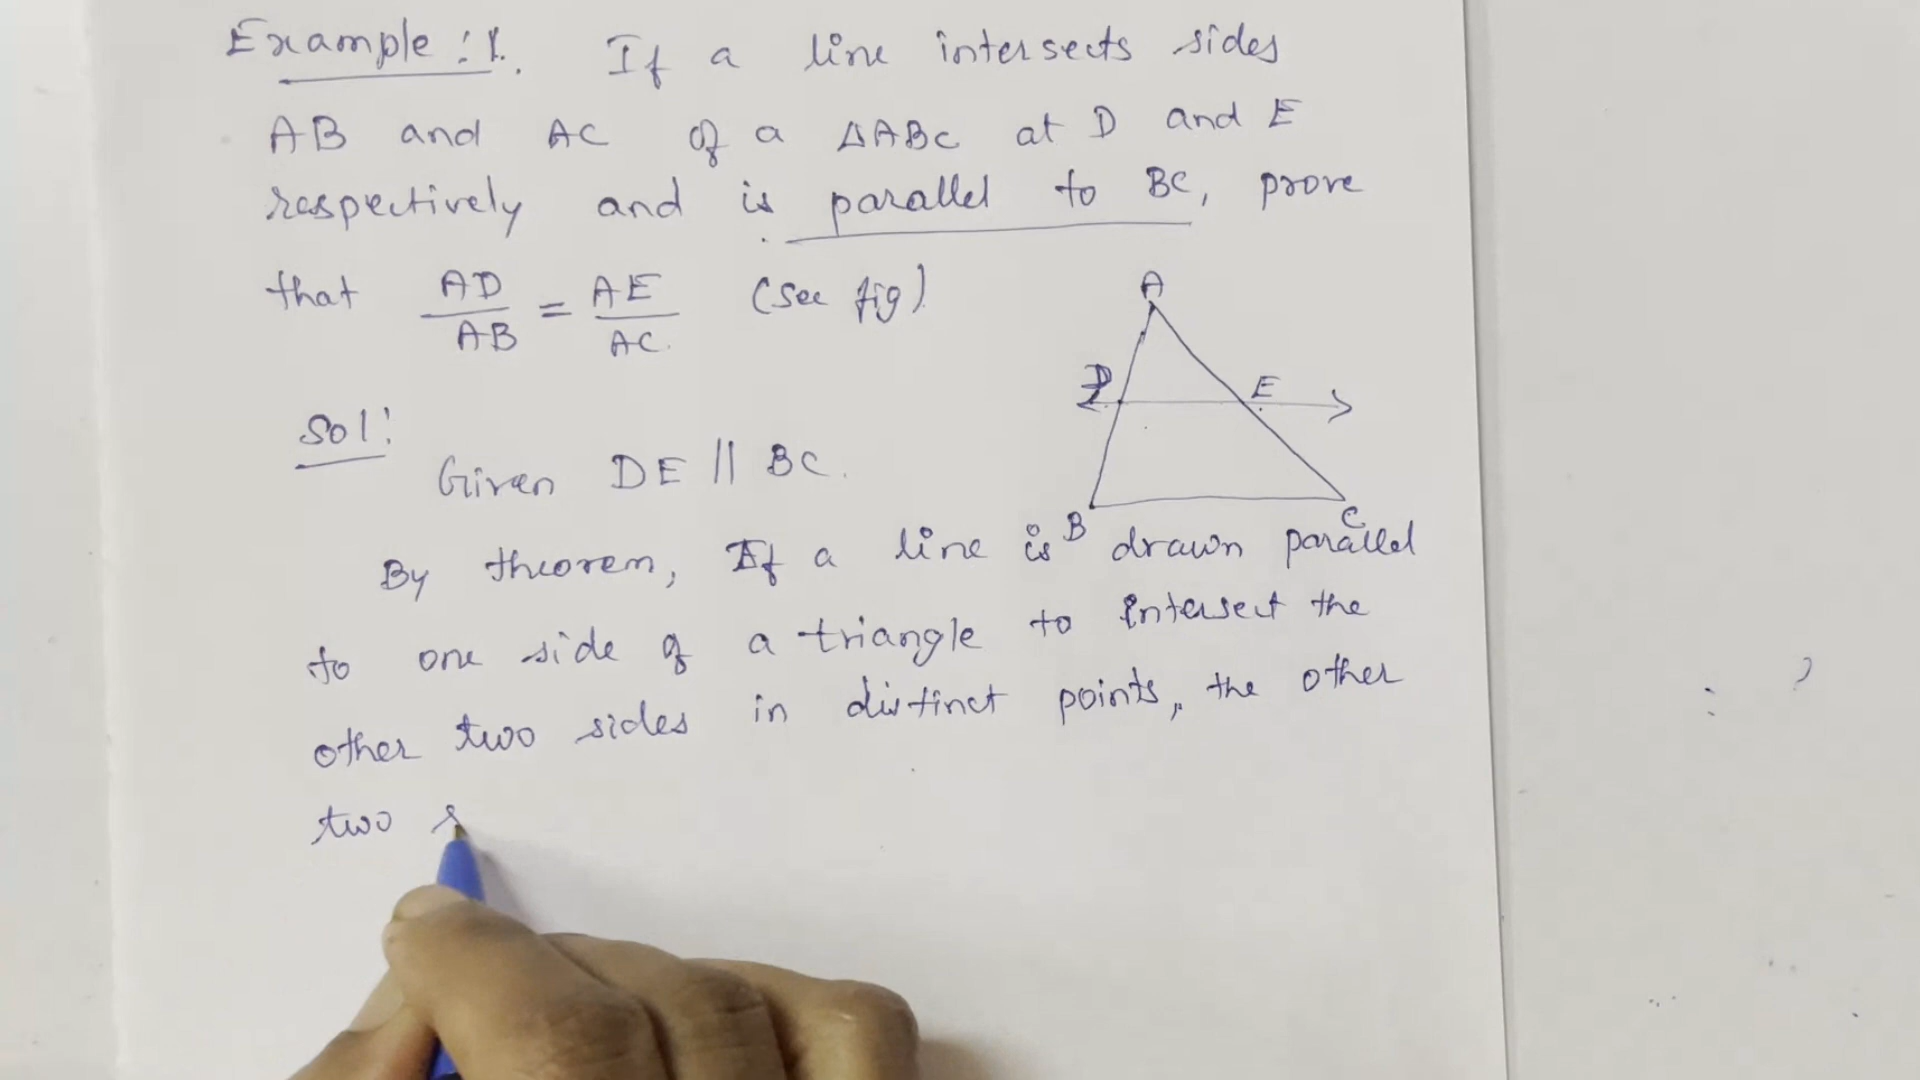 Example : 1. If a line intersects sides
AB and AC of a ΔABC at D and E
respectively and is parallel to BC, prove
that AD/AB = AE/AC. (see fig)
A
D E
B C
Sol:
Given DE || BC.
By theorem, If a line is drawn parallel
to one side of a triangle to intersect the
other two sides in distinct points, the other
two s